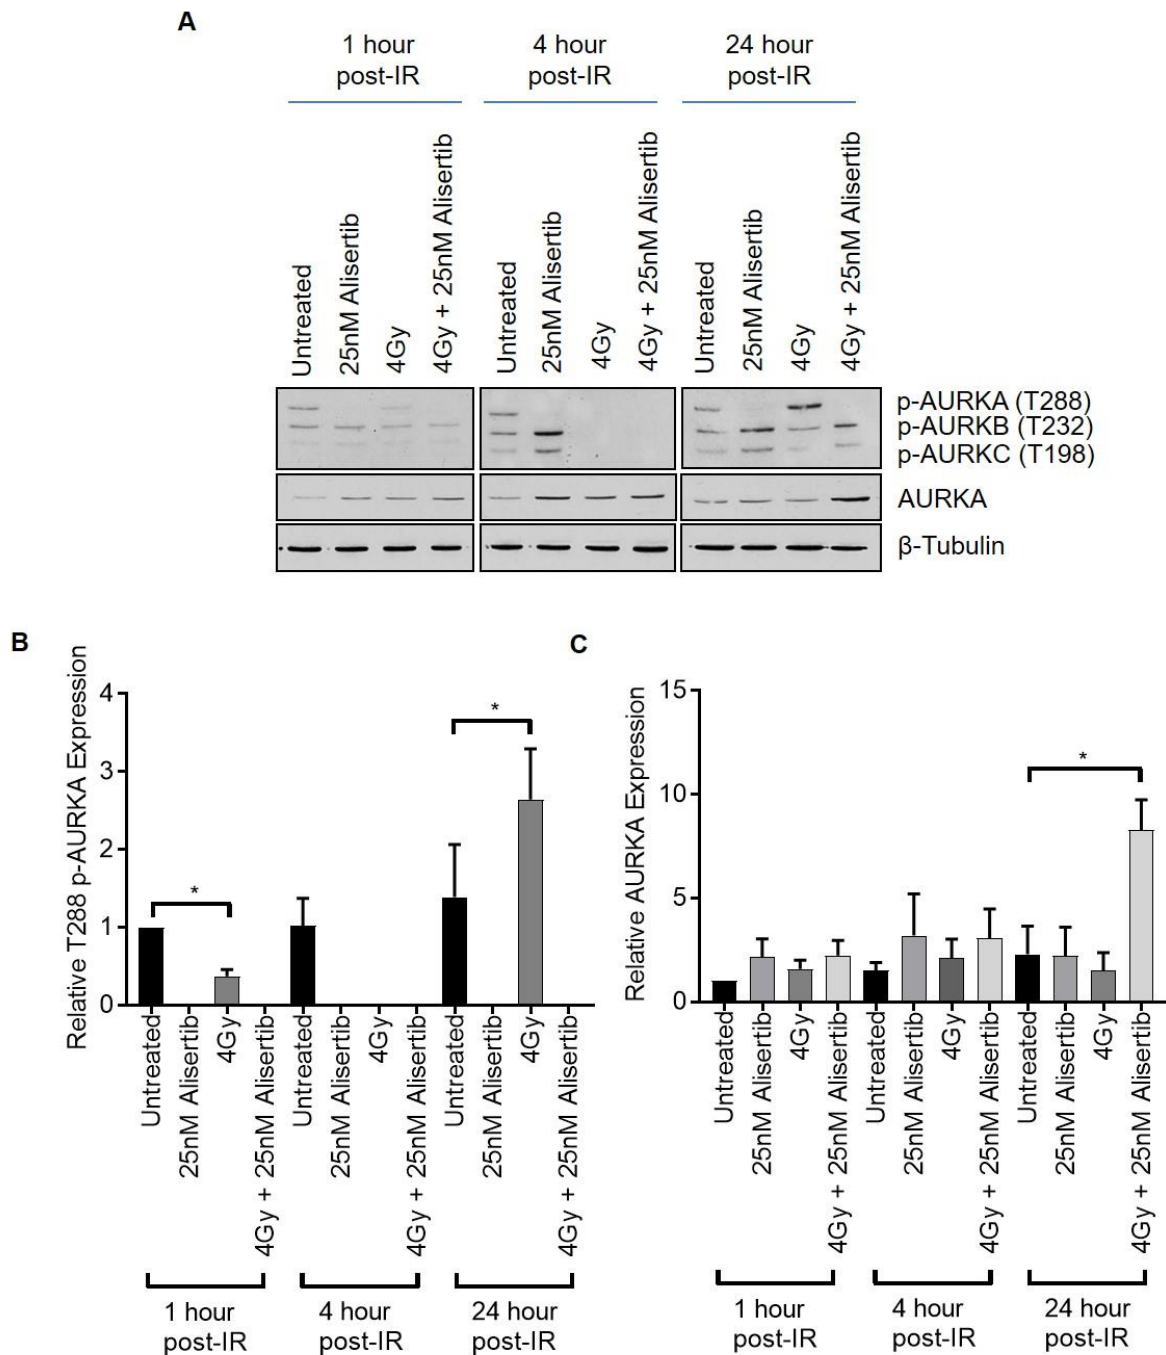 A
1 hour
post-IR
4 hour
post-IR
24 hour
post-IR
Untreated
25nM Alisertib
4Gy
4Gy + 25nM Alisertib
Untreated
25nM Alisertib
4Gy
4Gy + 25nM Alisertib
Untreated
25nM Alisertib
4Gy
4Gy + 25nM Alisertib
p-AURKA (T288)
p-AURKB (T232)
p-AURKC (T198)
AURKA
β-Tubulin
B
Relative T288 p-AURKA Expression
4
3
2
1
0
*
*
Untreated
25nM Alisertib
4Gy
4Gy + 25nM Alisertib
Untreated
25nM Alisertib
4Gy
4Gy + 25nM Alisertib
Untreated
25nM Alisertib
4Gy
4Gy + 25nM Alisertib
1 hour
post-IR
4 hour
post-IR
24 hour
post-IR
C
Relative AURKA Expression
15
10
5
0
*
Untreated
25nM Alisertib
4Gy
4Gy + 25nM Alisertib
Untreated
25nM Alisertib
4Gy
4Gy + 25nM Alisertib
Untreated
25nM Alisertib
4Gy
4Gy + 25nM Alisertib
1 hour
post-IR
4 hour
post-IR
24 hour
post-IR